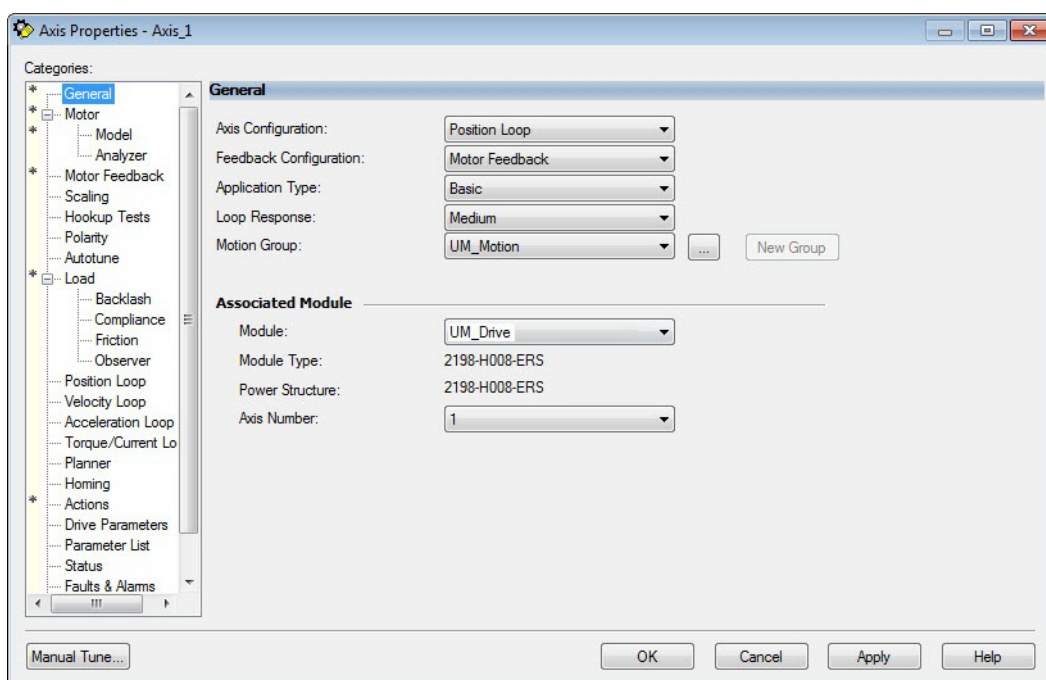 Axis Properties - Axis_1
Categories:
* General
* Motor
* Model
Analyzer
* Motor Feedback
Scaling
Hookup Tests
Polarity
Autotune
* Load
Backlash
Compliance
Friction
Observer
Position Loop
Velocity Loop
Acceleration Loop
Torque/Current Lo
Planner
Homing
* Actions
Drive Parameters
Parameter List
Status
Faults & Alarms
General
Axis Configuration: Position Loop
Feedback Configuration: Motor Feedback
Application Type: Basic
Loop Response: Medium
Motion Group: UM_Motion ... New Group
Associated Module
Module: UM_Drive
Module Type: 2198-H008-ERS
Power Structure: 2198-H008-ERS
Axis Number: 1
Manual Tune... OK Cancel Apply Help